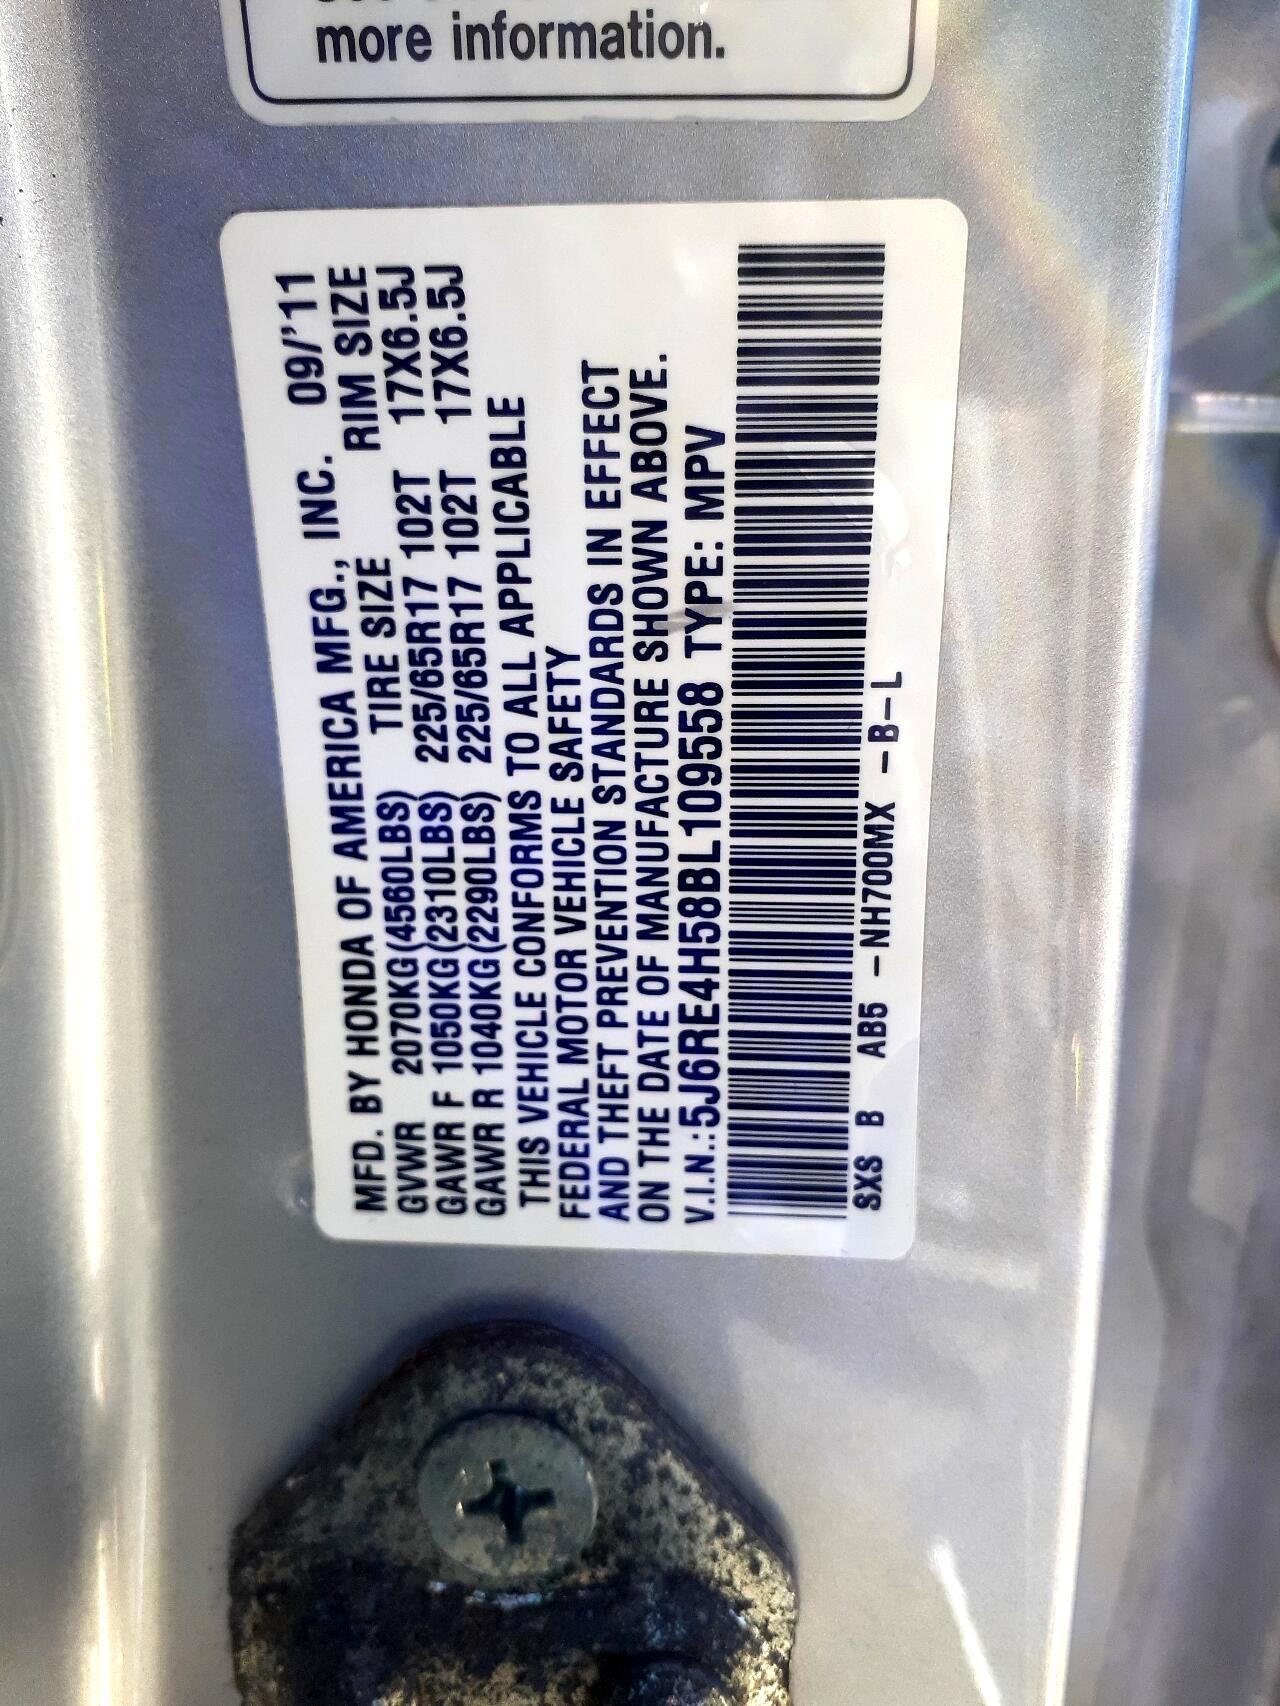 more information.
MFD. BY HONDA OF AMERICA MFG., INC. 09/'11
GVWR 2070KG(4560LBS) TIRE SIZE RIM SIZE
GAWR F 1050KG(2310LBS) 225/65R17 102T 17X6.5J
GAWR R 1040KG(2290LBS) 225/65R17 102T 17X6.5J
THIS VEHICLE CONFORMS TO ALL APPLICABLE
FEDERAL MOTOR VEHICLE SAFETY
AND THEFT PREVENTION STANDARDS IN EFFECT
ON THE DATE OF MANUFACTURE SHOWN ABOVE.
V.I.N.:5J6RE4H58BL109558 TYPE: MPV
SXS B AB5 -NH700MX -B-L